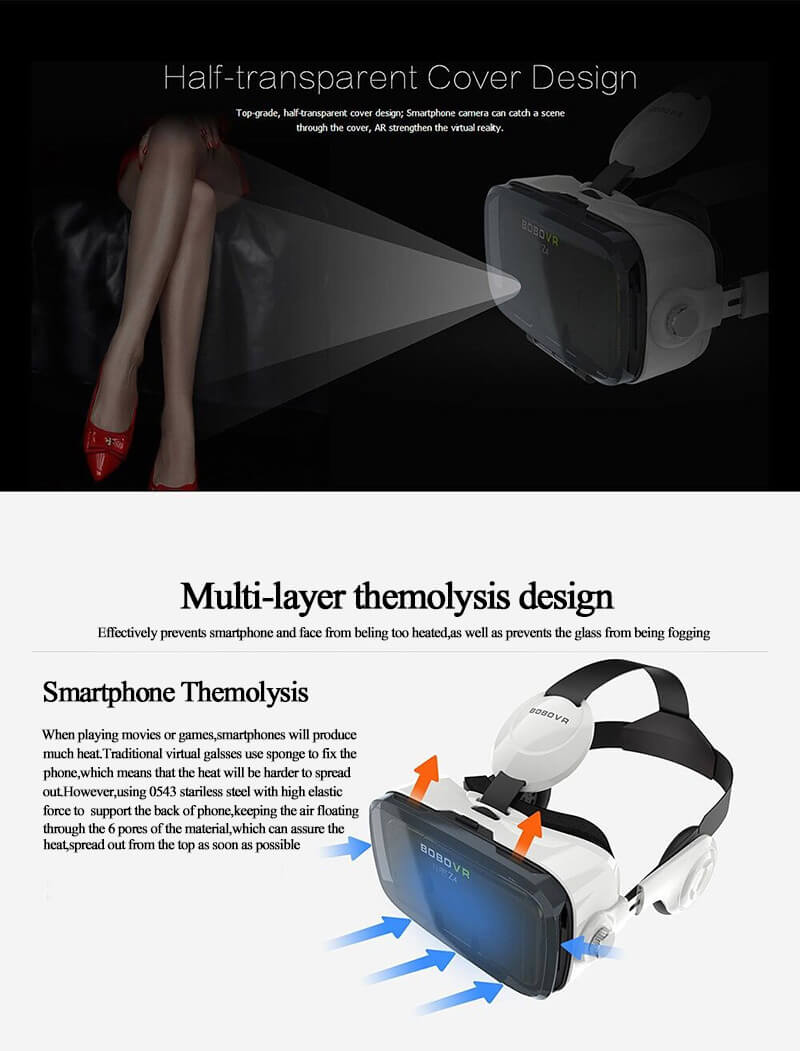 Half-transparent Cover Design
Top-grade, half-transparent cover design; Smartphone camera can catch a scene
through the cover, AR strengthen the virtual reality.
BOBOVR
BOBOVR
Z4
Multi-layer themolysis design
Effectively prevents smartphone and face from beling too heated,as well as prevents the glass from being fogging
Smartphone Themolysis
When playing movies or games,smartphones will produce
much heat.Traditional virtual galsses use sponge to fix the
phone,which means that the heat will be harder to spread
out.However,using 0543 stariless steel with high elastic
force to support the back of phone,keeping the air floating
through the 6 pores of the material,which can assure the
heat,spread out from the top as soon as possible
BOBOVR
BOBOVR
Z4